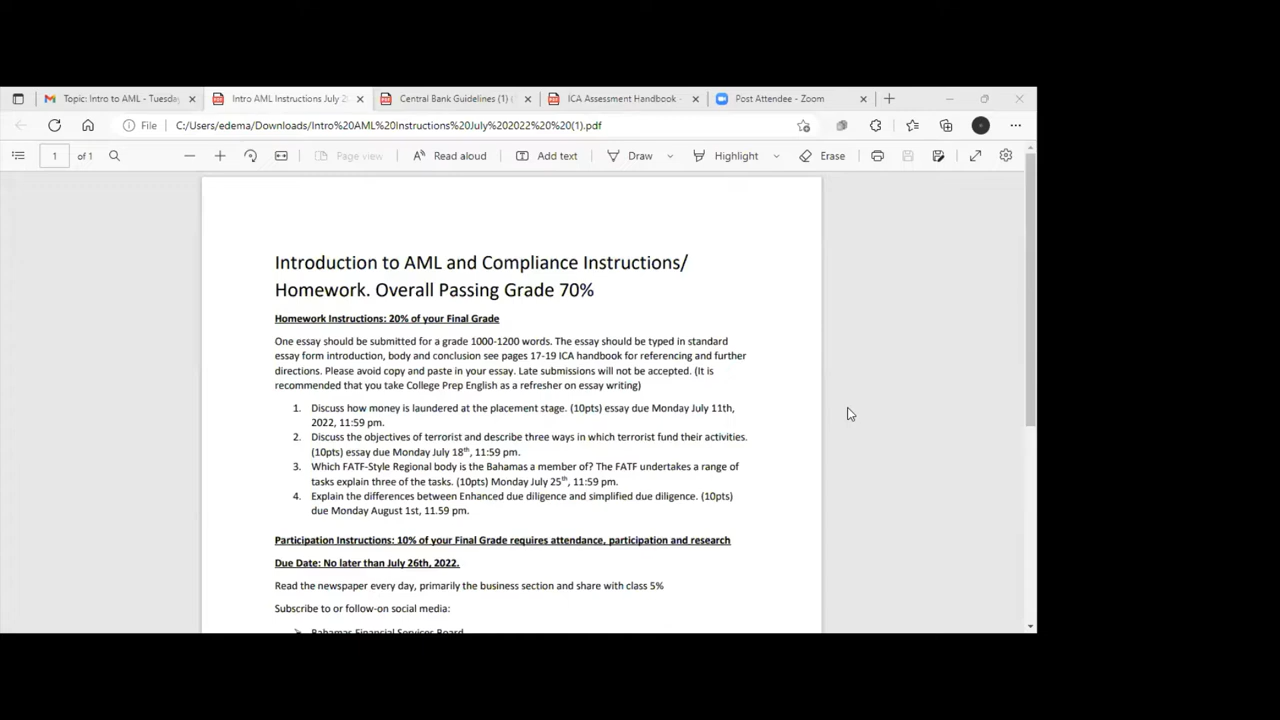 Topic: Intro to AML - Tuesday
Intro AML Instructions July 2
Central Bank Guidelines (1) (
ICA Assessment Handbook -
Post Attendee - Zoom
File
C:/Users/edema/Downloads/Intro%20AML%20Instructions%20July%202022%20%20(1).pdf
1 of 1
Page view
Read aloud
Add text
Draw
Highlight
Erase
Introduction to AML and Compliance Instructions/
Homework. Overall Passing Grade 70%
Homework Instructions: 20% of your Final Grade
One essay should be submitted for a grade 1000-1200 words. The essay should be typed in standard
essay form introduction, body and conclusion see pages 17-19 ICA handbook for referencing and further
directions. Please avoid copy and paste in your essay. Late submissions will not be accepted. (It is
recommended that you take College Prep English as a refresher on essay writing)
1. Discuss how money is laundered at the placement stage. (10pts) essay due Monday July 11th,
2022, 11:59 pm.
2. Discuss the objectives of terrorist and describe three ways in which terrorist fund their activities.
(10pts) essay due Monday July 18th, 11:59 pm.
3. Which FATF-Style Regional body is the Bahamas a member of? The FATF undertakes a range of
tasks explain three of the tasks. (10pts) Monday July 25th, 11:59 pm.
4. Explain the differences between Enhanced due diligence and simplified due diligence. (10pts)
due Monday August 1st, 11.59 pm.
Participation Instructions: 10% of your Final Grade requires attendance, participation and research
Due Date: No later than July 26th, 2022.
Read the newspaper every day, primarily the business section and share with class 5%
Subscribe to or follow-on social media:
Bahamas Financial Services Board